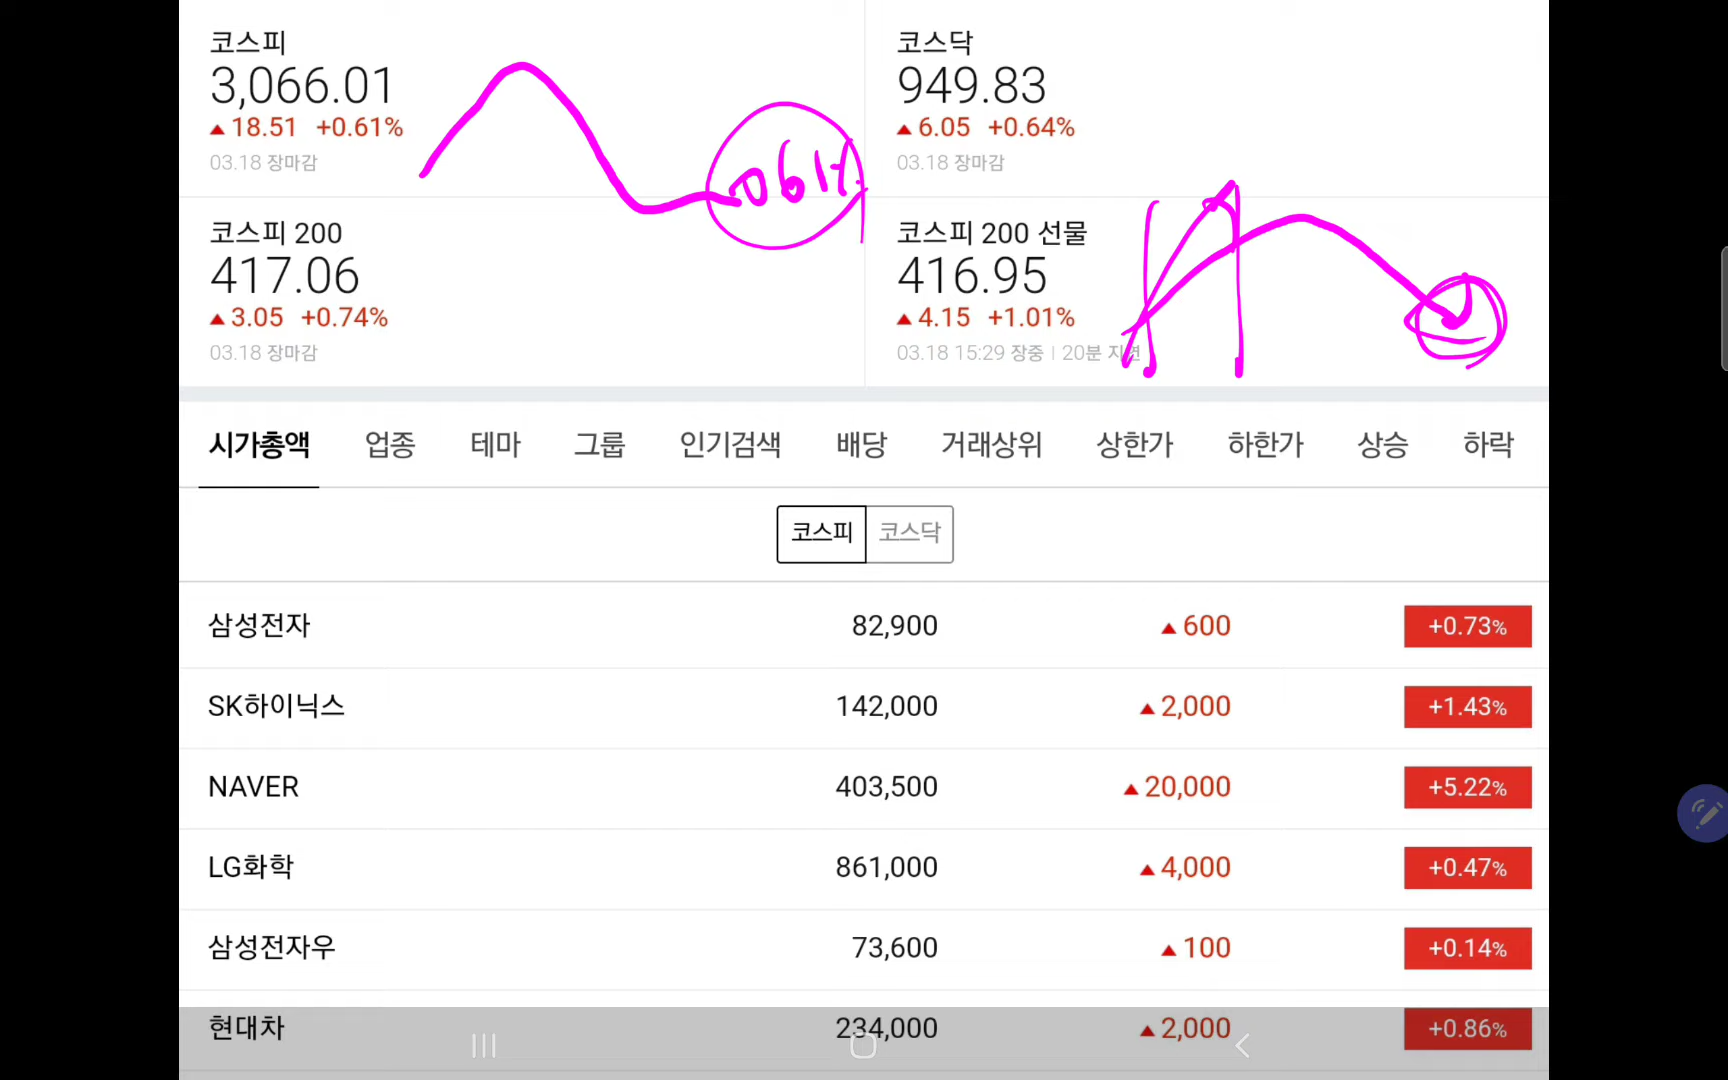 코스피
3,066.01
▲ 18.51 +0.61%
03.18 장마감
코스닥
949.83
▲ 6.05 +0.64%
03.18 장마감
코스피 200
417.06
▲ 3.05 +0.74%
03.18 장마감
코스피 200 선물
416.95
▲ 4.15 +1.01%
03.18 15:29 장중 | 20분 지연
시가총액 업종 테마 그룹 인기검색 배당 거래상위 상한가 하한가 상승 하락
코스피 코스닥
삼성전자 82,900 ▲ 600 +0.73%
SK하이닉스 142,000 ▲ 2,000 +1.43%
NAVER 403,500 ▲ 20,000 +5.22%
LG화학 861,000 ▲ 4,000 +0.47%
삼성전자우 73,600 ▲ 100 +0.14%
현대차 234,000 ▲ 2,000 +0.86%